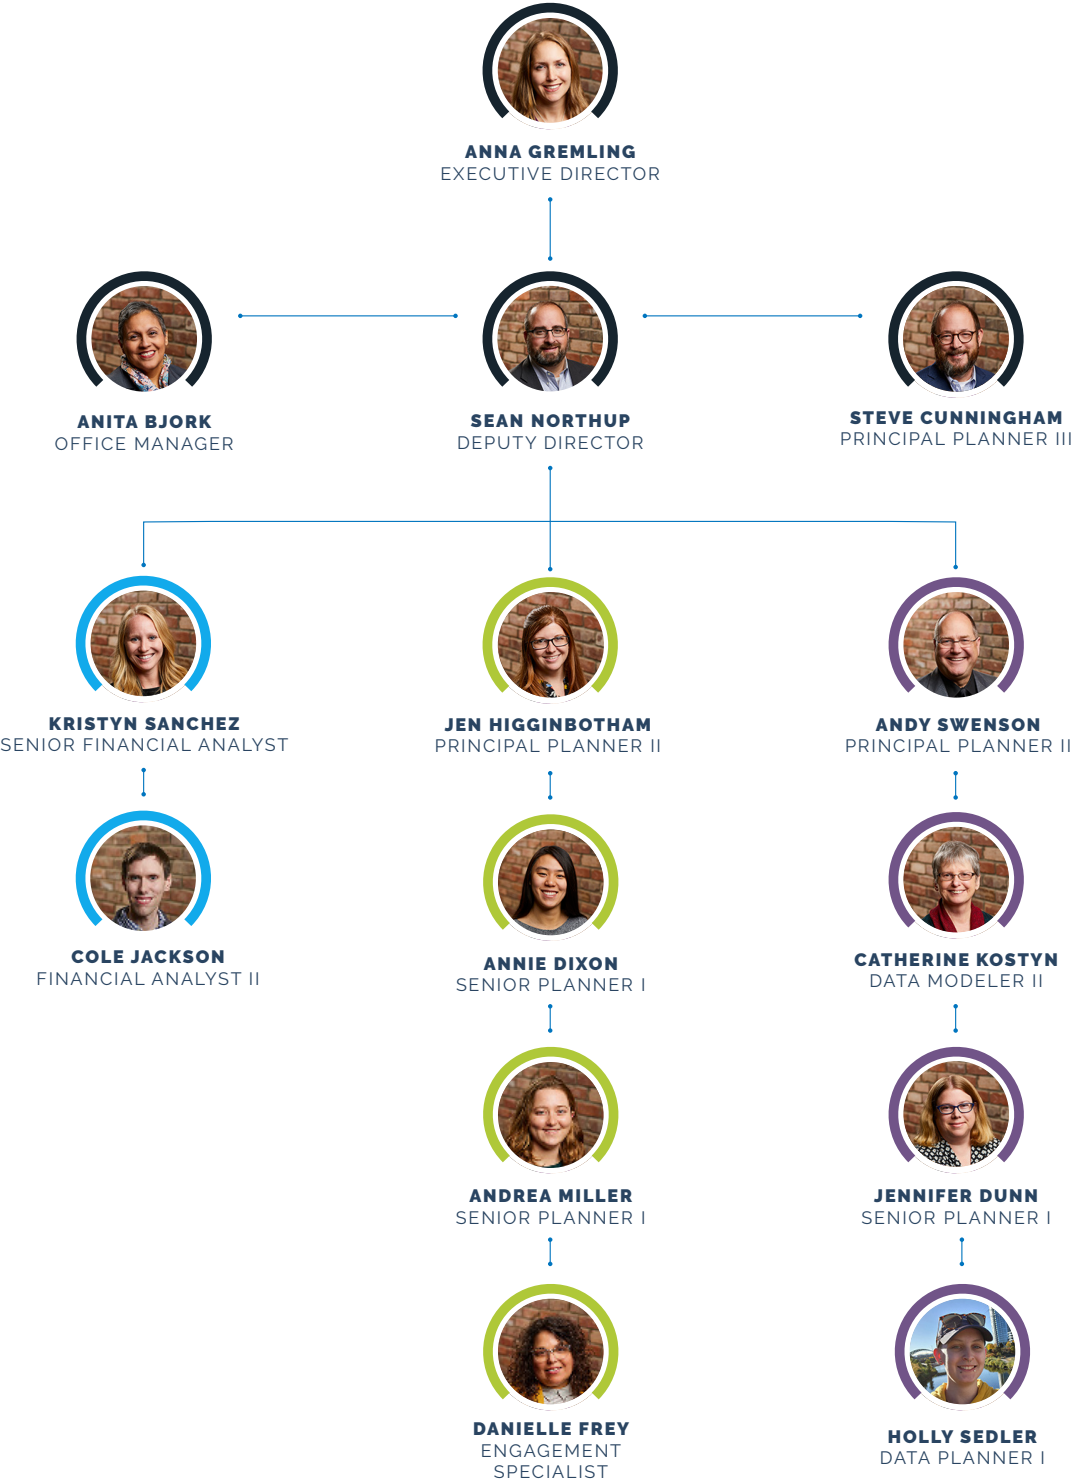 ANNA GREMLING
EXECUTIVE DIRECTOR
ANITA BJORK
OFFICE MANAGER
SEAN NORTHUP
DEPUTY DIRECTOR
STEVE CUNNINGHAM
PRINCIPAL PLANNER III
KRISTYN SANCHEZ
SENIOR FINANCIAL ANALYST
JEN HIGGINBOTHAM
PRINCIPAL PLANNER II
ANDY SWENSON
PRINCIPAL PLANNER II
COLE JACKSON
FINANCIAL ANALYST II
ANNIE DIXON
SENIOR PLANNER I
CATHERINE KOSTYN
DATA MODELER II
ANDREA MILLER
SENIOR PLANNER I
JENNIFER DUNN
SENIOR PLANNER I
DANIELLE FREY
ENGAGEMENT
SPECIALIST
HOLLY SEDLER
DATA PLANNER I